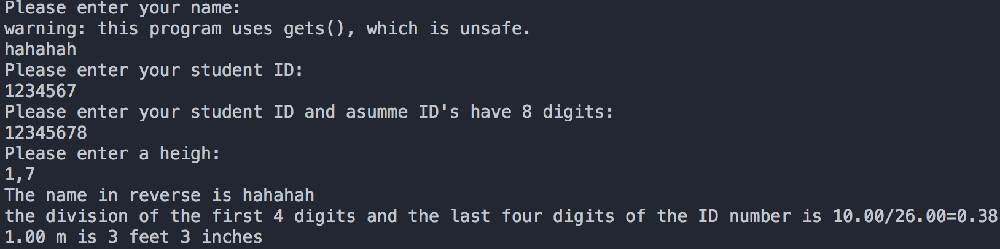 Please enter your name:
warning: this program uses gets(), which is unsafe.
hahahah
Please enter your student ID:
1234567
Please enter your student ID and asumme ID's have 8 digits:
12345678
Please enter a heigh:
1,7
The name in reverse is hahahah
the division of the first 4 digits and the last four digits of the ID number is 10.00/26.00=0.38
1.00 m is 3 feet 3 inches